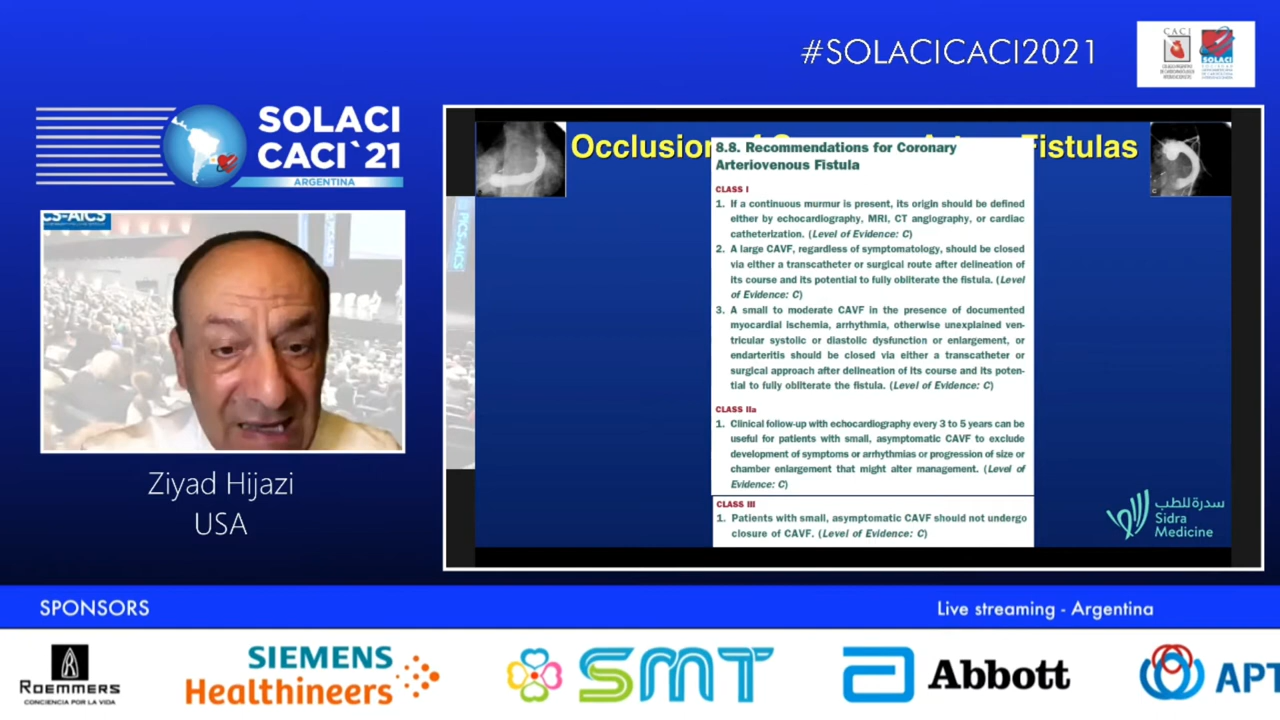 #SOLACICACI2021
CACI
SOLACI
SOLACI
CACI`21
ARGENTINA
CS-AICS
Ziyad Hijazi
USA
PICS-AICS
Occlusion
Fistulas
8.8. Recommendations for Coronary
Arteriovenous Fistula
CLASS I
1. If a continuous murmur is present, its origin should be defined
either by echocardiography, MRI, CT angiography, or cardiac
catheterization. (Level of Evidence: C)
2. A large CAVF, regardless of symptomatology, should be closed
via either a transcatheter or surgical route after delineation of
its course and its potential to fully obliterate the fistula. (Level
of Evidence: C)
3. A small to moderate CAVF in the presence of documented
myocardial ischemia, arrhythmia, otherwise unexplained ven-
tricular systolic or diastolic dysfunction or enlargement, or
endarteritis should be closed via either a transcatheter or
surgical approach after delineation of its course and its poten-
tial to fully obliterate the fistula. (Level of Evidence: C)
CLASS IIa
1. Clinical follow-up with echocardiography every 3 to 5 years can be
useful for patients with small, asymptomatic CAVF to exclude
development of symptoms or arrhythmias or progression of size or
chamber enlargement that might alter management. (Level of
Evidence: C)
CLASS III
1. Patients with small, asymptomatic CAVF should not undergo
closure of CAVF. (Level of Evidence: C)
سدرة للطب
Sidra
Medicine
SPONSORS
Live streaming - Argentina
ROEMMERS
CONCIENCIA POR LA VIDA
SIEMENS
Healthineers
SMT
Abbott
APT